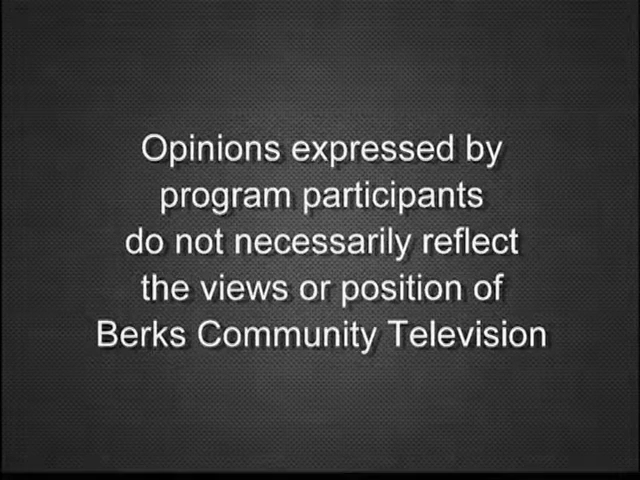 Opinions expressed by
program participants
do not necessarily reflect
the views or position of
Berks Community Television